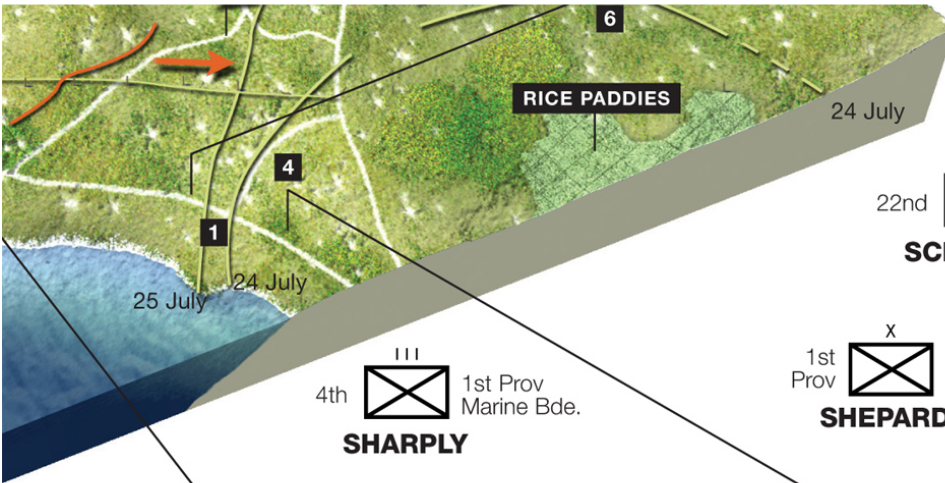 6
RICE PADDIES
24 July
4
22nd
1
24 July
25 July
III
4th
1st Prov
Marine Bde.
SHARPLY
X
1st
Prov
SHEPARD